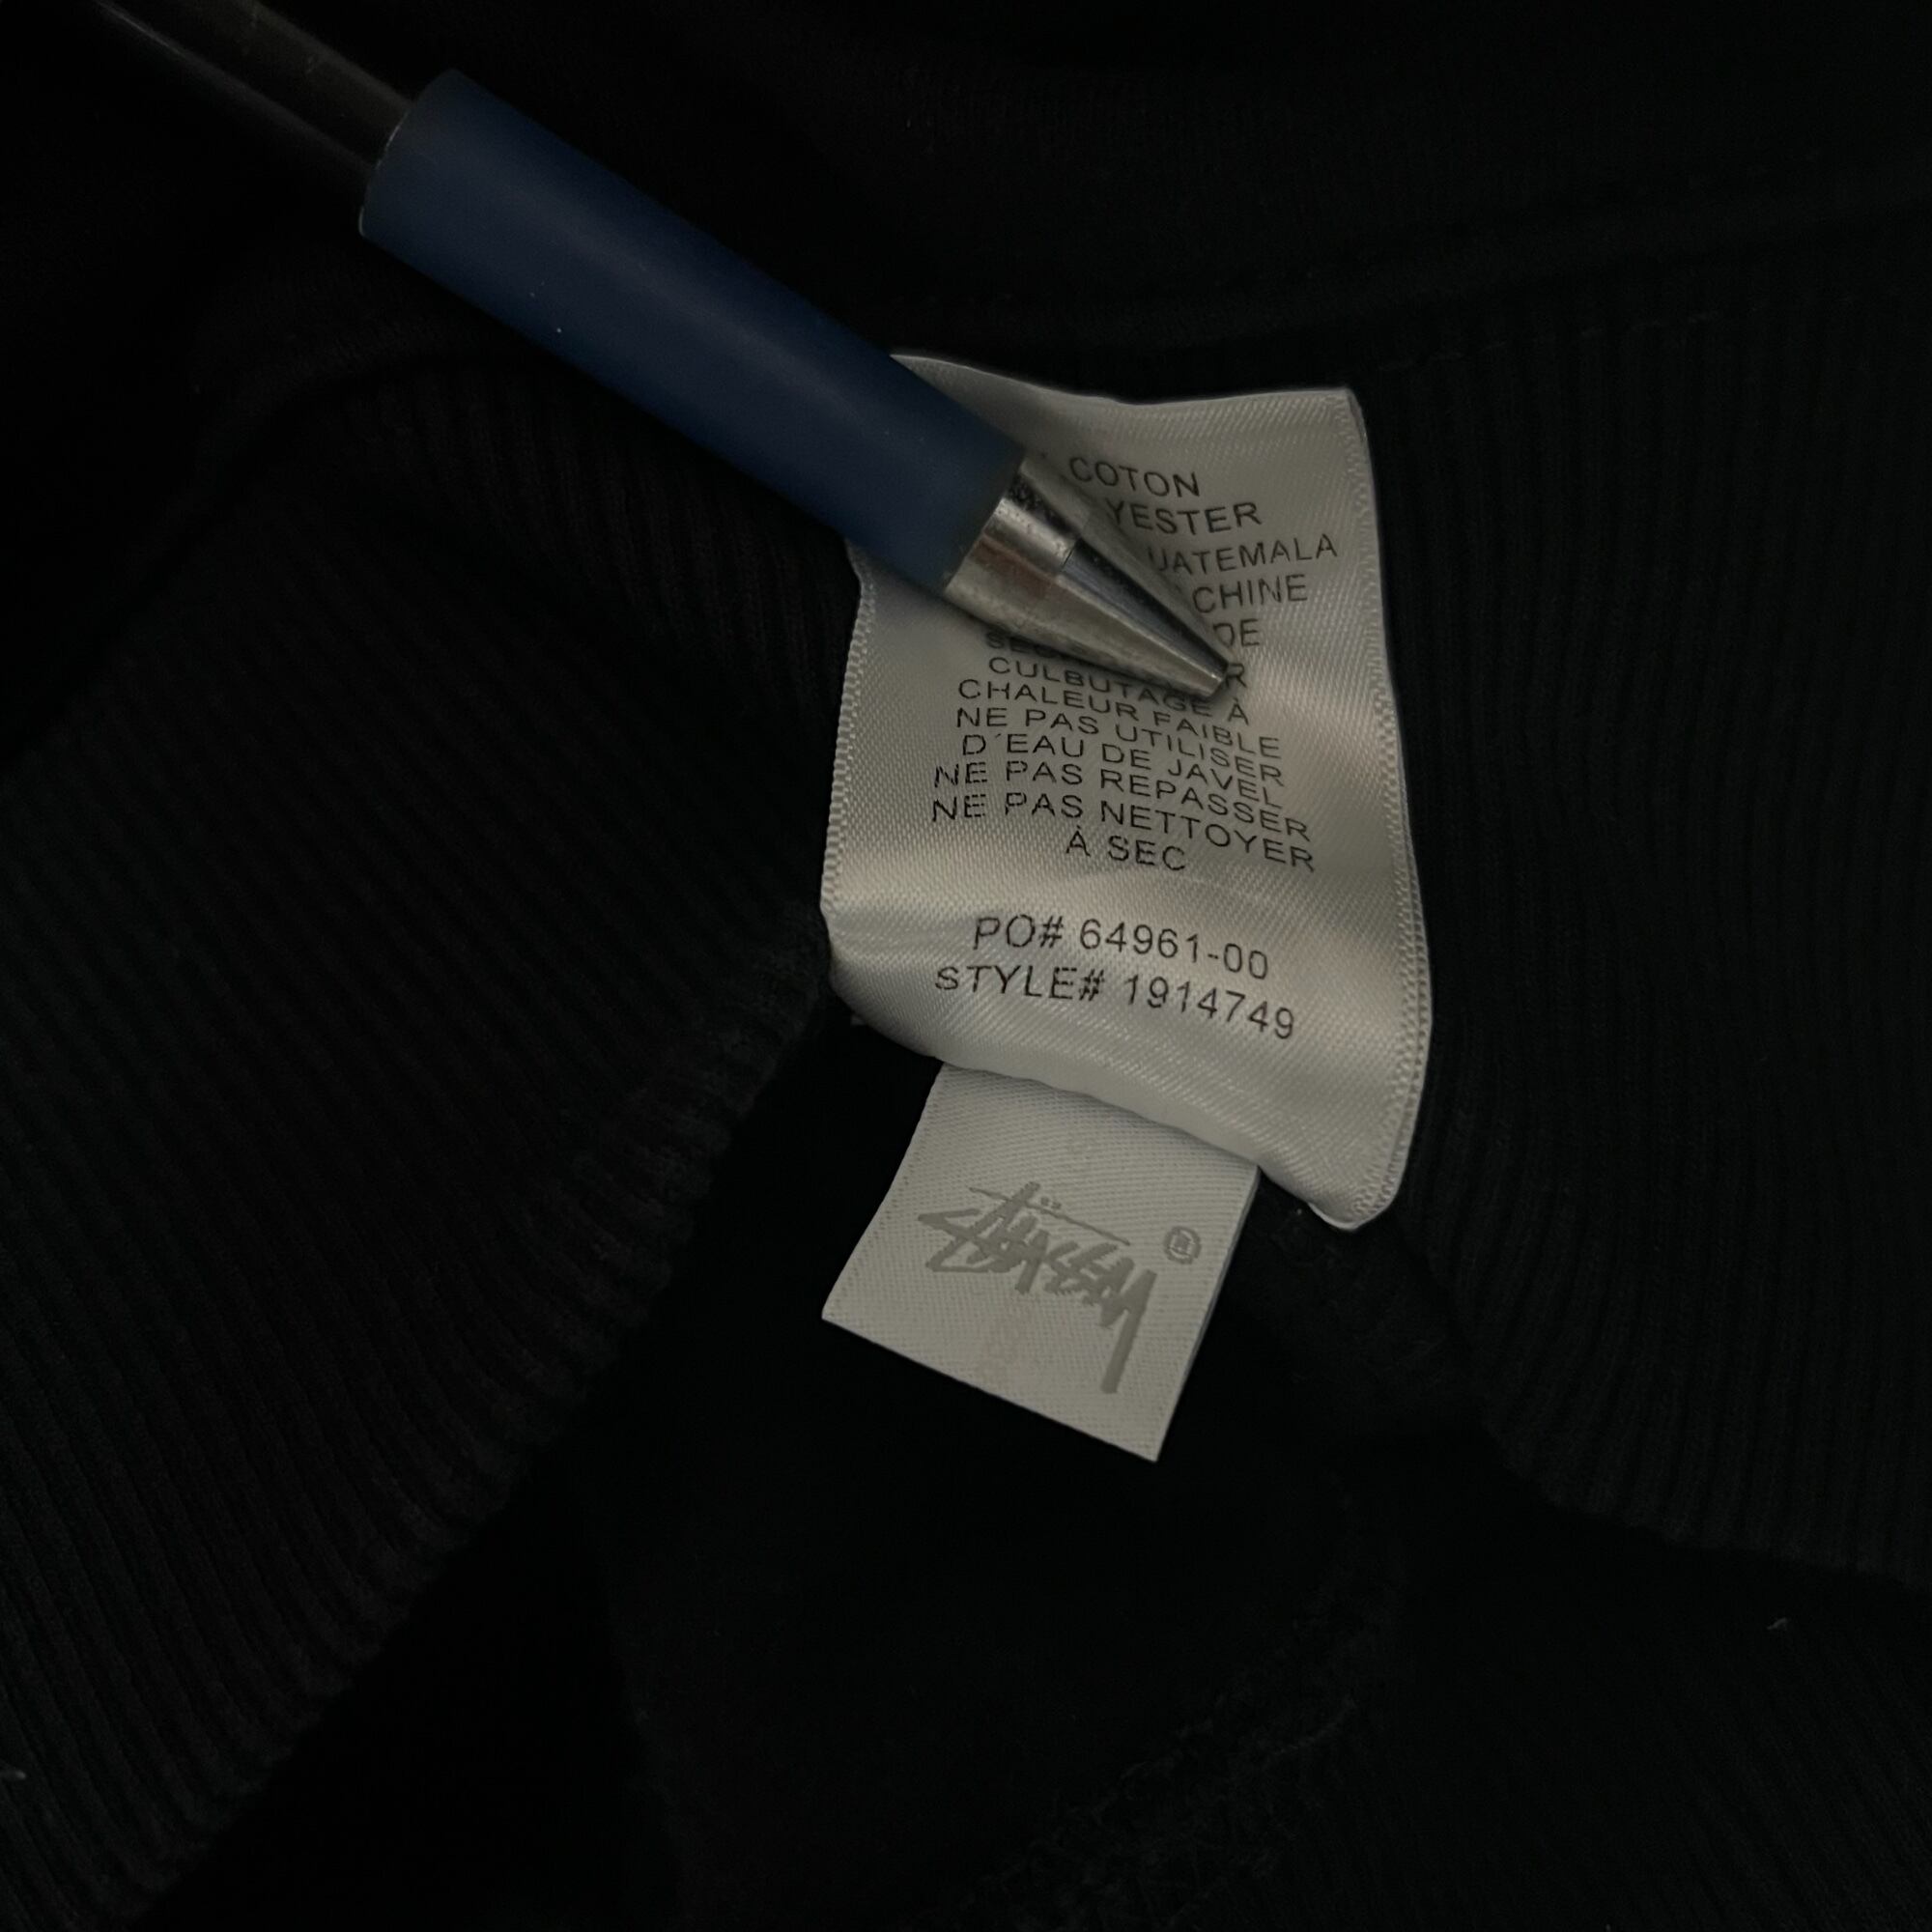 COTON
YESTER
UATEMALA
CHINE
DE
R
CULBUTAGE À
CHALEUR FAIBLE
NE PAS UTILISER
D'EAU DE JAVEL
NE PAS REPASSER
NE PAS NETTOYER
À SEC
PO# 64961-00
STYLE# 1914749
Stüssy ®